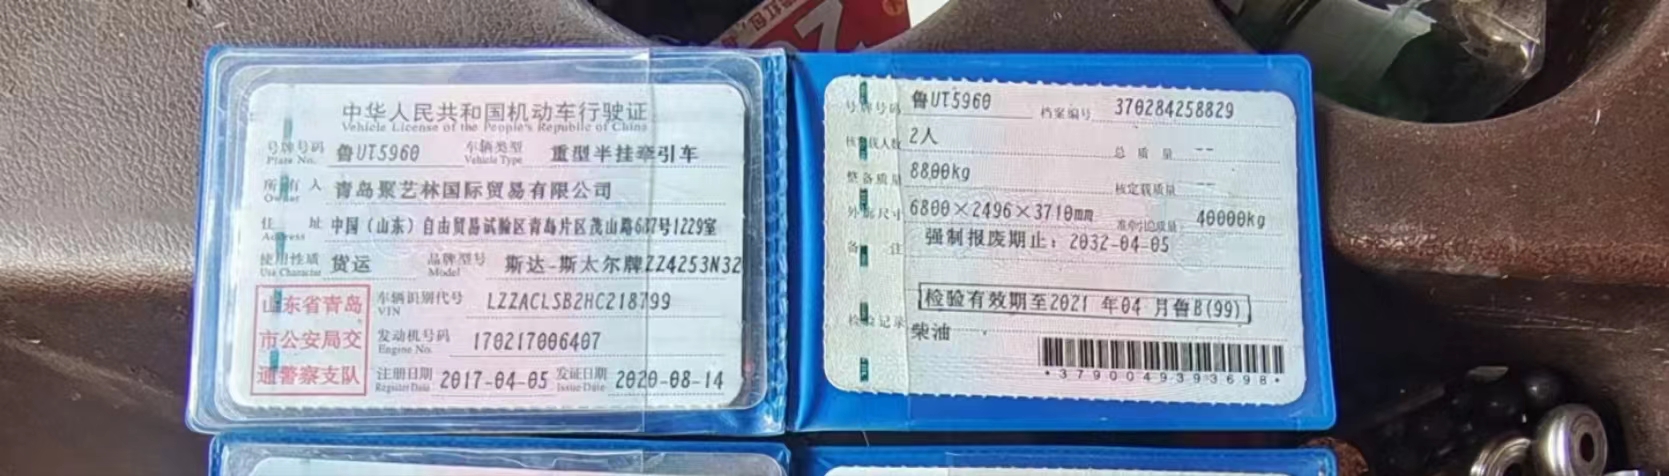 中华人民共和国机动车行驶证
Vehicle License of the People's Republic of China
号牌号码 鲁UT5960 车辆类型 重型半挂牵引车
Plate No. Vehicle Type
所有人 青岛聚艺林国际贸易有限公司
Owner
住 址 中国（山东）自由贸易试验区青岛片区茂山路687号1229室
Address
使用性质 货运 品牌型号 斯达-斯太尔牌ZZ4253N32
Use Character Model
山东省青岛
市公安局交
通警察支队
车辆识别代号 LZZACLSB2HC218799
VIN
发动机号码 170217006407
Engine No.
注册日期 2017-04-05 发证日期 2020-08-14
Register Date Issue Date
号牌号码 鲁UT5960 档案编号 370284258829
核定载人数 2人 总质量 --
整备质量 8800kg 核定载质量 --
外廓尺寸 6800×2496×3710mm 准牵引总质量 40000kg
备 注 强制报废期止：2032-04-05
检验有效期至2021 年04 月鲁B(99)
检验记录
柴油
*3790049393698*